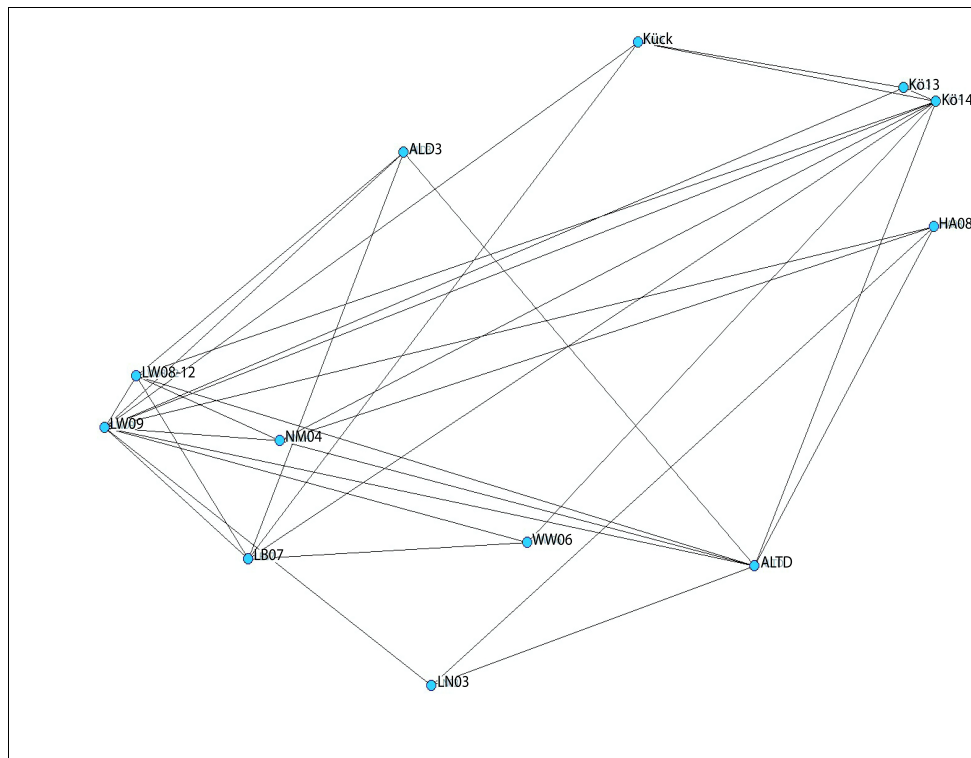 Kück
Kö13
Kö14
ALD3
HA08
LW08-12
LW09
NM04
WW06
LB07
ALTD
LN03